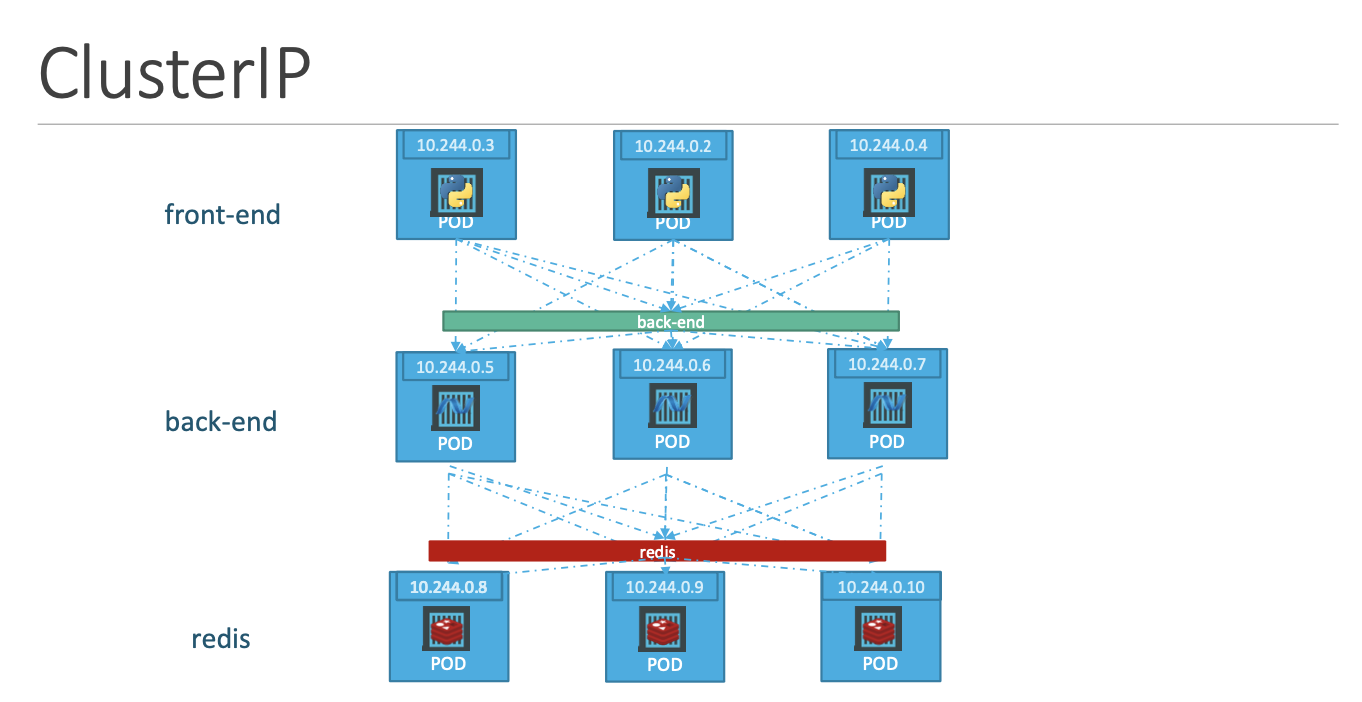 ClusterIP
10.244.0.3
10.244.0.2
10.244.0.4
front-end
POD
POD
POD
back-end
10.244.0.5
10.244.0.6
10.244.0.7
back-end
POD
POD
POD
redis
10.244.0.8
10.244.0.9
10.244.0.10
redis
POD
POD
POD